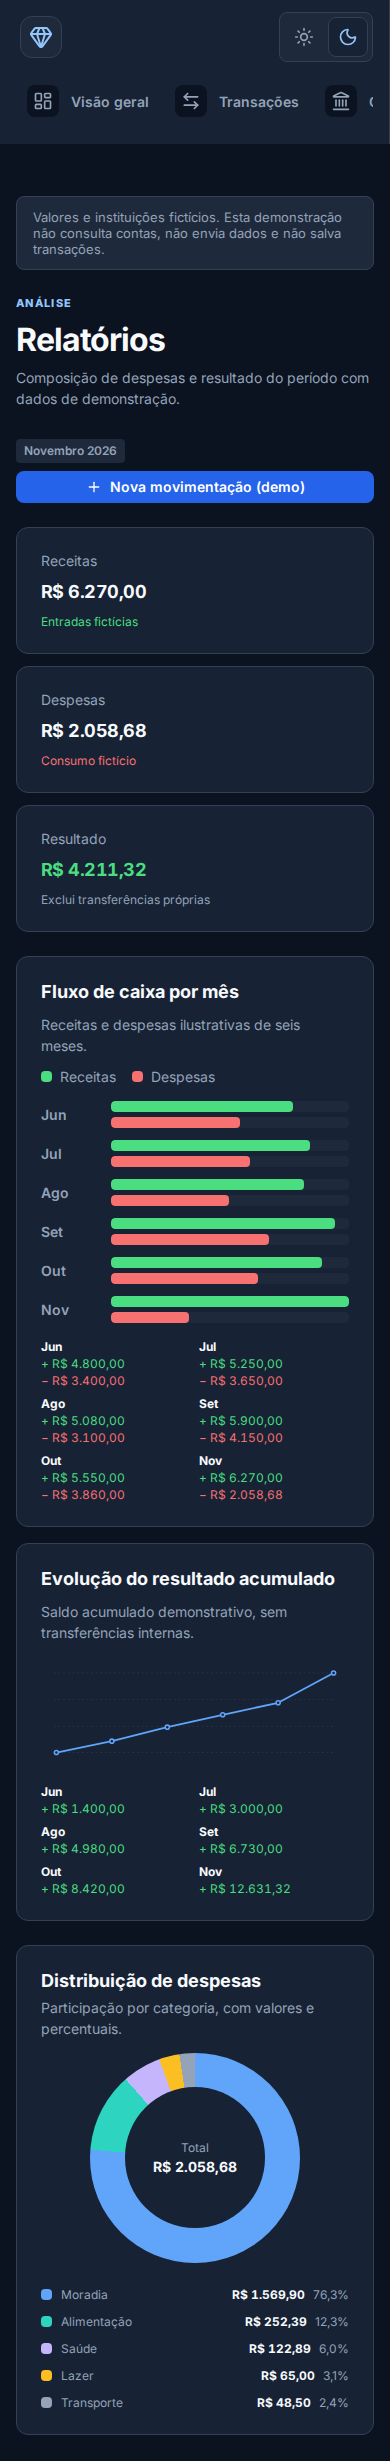 Visão geral
Transações
Valores e instituições fictícios. Esta demonstração
não consulta contas, não envia dados e não salva
transações.
ANÁLISE
Relatórios
Composição de despesas e resultado do período com
dados de demonstração.
Novembro 2026
+ Nova movimentação (demo)
Receitas
R$ 6.270,00
Entradas fictícias
Despesas
R$ 2.058,68
Consumo fictício
Resultado
R$ 4.211,32
Exclui transferências próprias
Fluxo de caixa por mês
Receitas e despesas ilustrativas de seis
meses.
Receitas Despesas
Jun
Jul
Ago
Set
Out
Nov
Jun Jul
+ R$ 4.800,00 + R$ 5.250,00
− R$ 3.400,00 − R$ 3.650,00
Ago Set
+ R$ 5.080,00 + R$ 5.900,00
− R$ 3.100,00 − R$ 4.150,00
Out Nov
+ R$ 5.550,00 + R$ 6.270,00
− R$ 3.860,00 − R$ 2.058,68
Evolução do resultado acumulado
Saldo acumulado demonstrativo, sem
transferências internas.
Jun Jul
+ R$ 1.400,00 + R$ 3.000,00
Ago Set
+ R$ 4.980,00 + R$ 6.730,00
Out Nov
+ R$ 8.420,00 + R$ 12.631,32
Distribuição de despesas
Participação por categoria, com valores e
percentuais.
Total
R$ 2.058,68
Moradia R$ 1.569,90 76,3%
Alimentação R$ 252,39 12,3%
Saúde R$ 122,89 6,0%
Lazer R$ 65,00 3,1%
Transporte R$ 48,50 2,4%